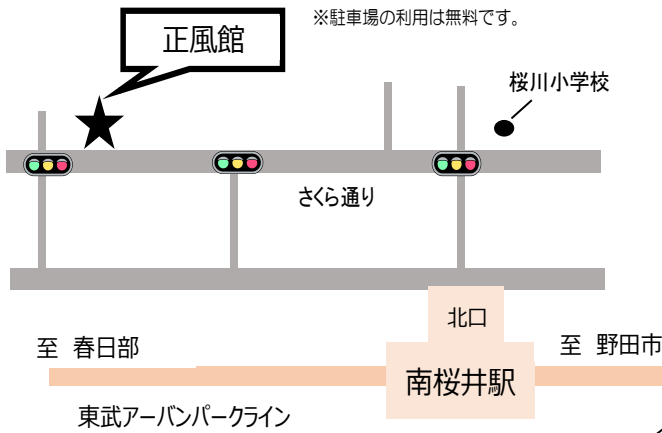 ※駐車場の利用は無料です。
正風館
桜川小学校
さくら通り
北口
至 春日部
至 野田市
南桜井駅
東武アーバンパークライン